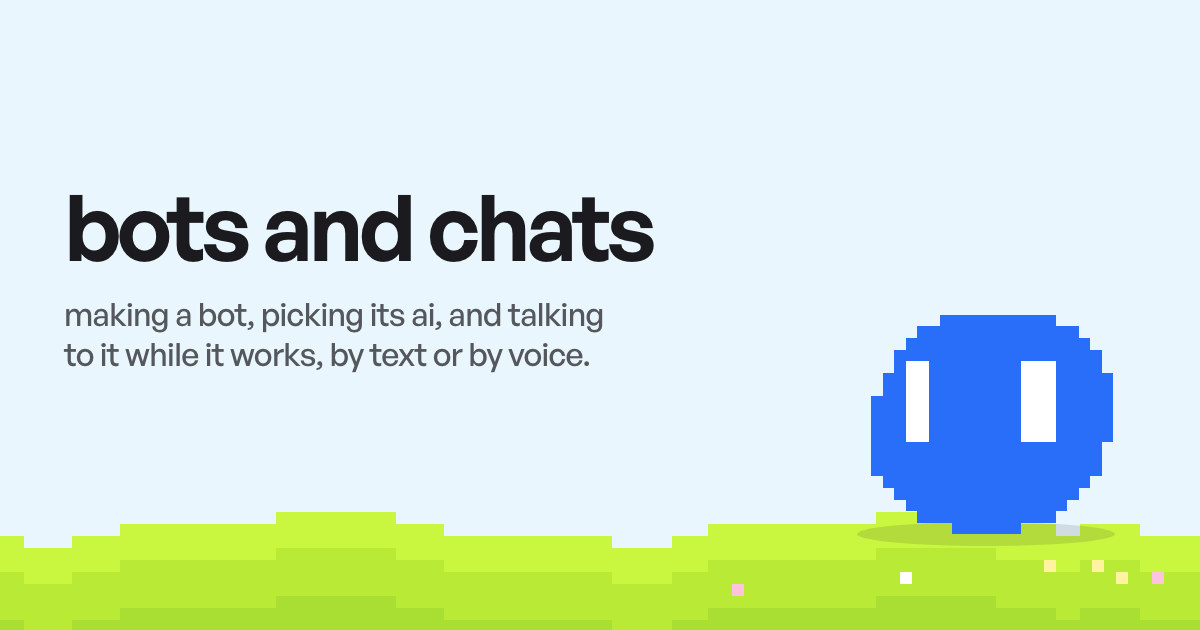 bots and chats
making a bot, picking its ai, and talking
to it while it works, by text or by voice.